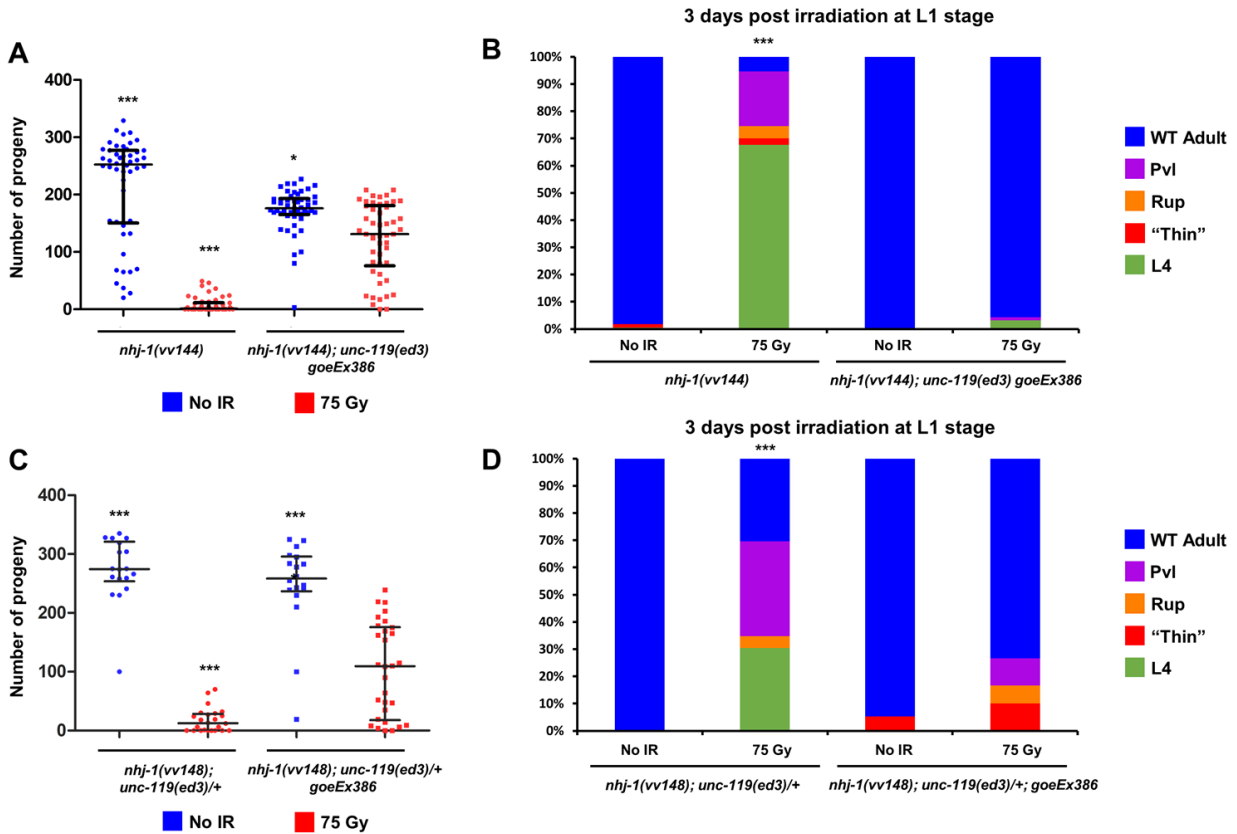 A
Number of progeny
400
300
200
100
0
***
***
*
nhj-1(vv144)
nhj-1(vv144); unc-119(ed3)
goeEx386
No IR
75 Gy
B
3 days post irradiation at L1 stage
***
100%
90%
80%
70%
60%
50%
40%
30%
20%
10%
0%
No IR
75 Gy
No IR
75 Gy
nhj-1(vv144)
nhj-1(vv144); unc-119(ed3) goeEx386
WT Adult
Pvl
Rup
“Thin”
L4
C
Number of progeny
400
300
200
100
0
***
***
***
nhj-1(vv148);
unc-119(ed3)/+
nhj-1(vv148); unc-119(ed3)/+
goeEx386
No IR
75 Gy
D
3 days post irradiation at L1 stage
***
100%
90%
80%
70%
60%
50%
40%
30%
20%
10%
0%
No IR
75 Gy
No IR
75 Gy
nhj-1(vv148); unc-119(ed3)/+
nhj-1(vv148); unc-119(ed3)/+; goeEx386
WT Adult
Pvl
Rup
“Thin”
L4